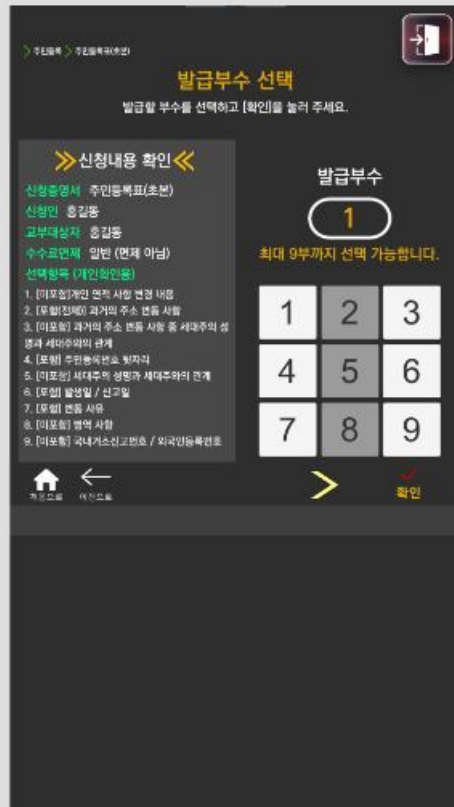 주민등록 > 주민등록표(초본)
발급부수 선택
발급할 부수를 선택하고 [확인]을 눌러 주세요.
신청내용 확인
신청증명서 주민등록표(초본)
신청인 홍길동
교부대상자 홍길동
수수료면제 일반 (면제 아님)
선택항목 (개인확인용)
1. [미포함]개인 인적 사항 변경 내용
2. [포함(전체)] 과거의 주소 변동 사항
3. [미포함] 과거의 주소 변동 사항 중 세대주의 성
명과 세대주와의 관계
4. [포함] 주민등록번호 뒷자리
5. [미포함] 세대주의 성명과 세대주와의 관계
6. [포함] 발생일 / 신고일
7. [포함] 변동 사유
8. [미포함] 병역 사항
9. [미포함] 국내거소신고번호 / 외국인등록번호
발급부수
1
최대 9부까지 선택 가능합니다.
1 2 3
4 5 6
7 8 9
처음으로 이전으로
확인